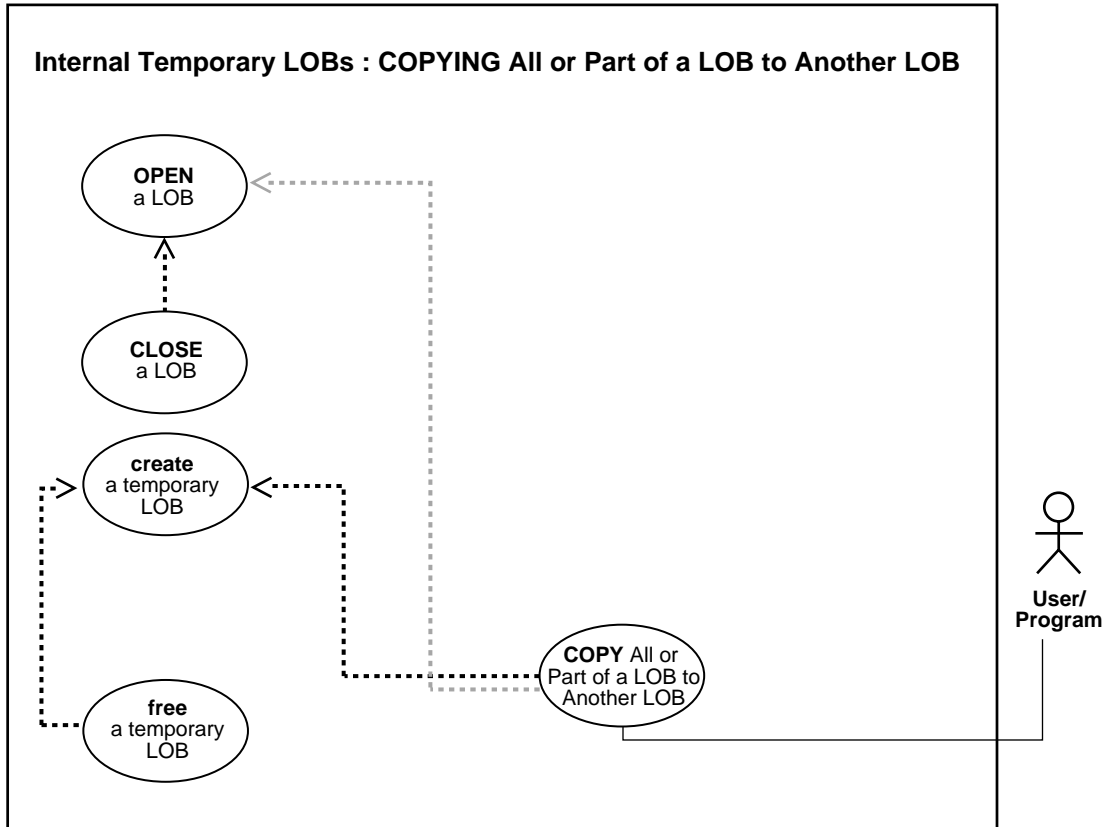 Internal Temporary LOBs : COPYING All or Part of a LOB to Another LOB
OPEN
a LOB
CLOSE
a LOB
create
a temporary
LOB
User/
Program
COPY All or
Part of a LOB to
Another LOB
free
a temporary
LOB